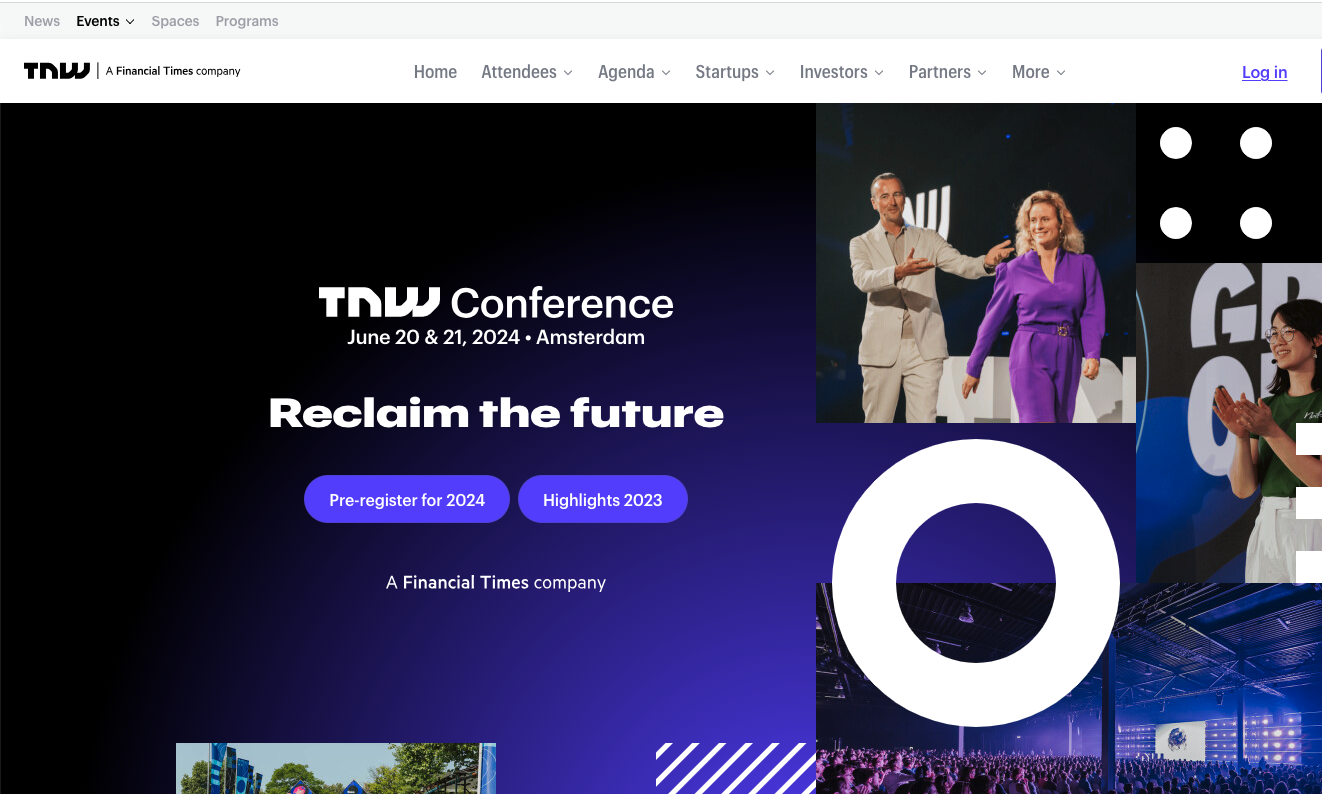 News Events Spaces Programs
TNW | A Financial Times company
Home Attendees Agenda Startups Investors Partners More
Log in
TNW Conference
June 20 & 21, 2024 • Amsterdam
Reclaim the future
Pre-register for 2024
Highlights 2023
A Financial Times company